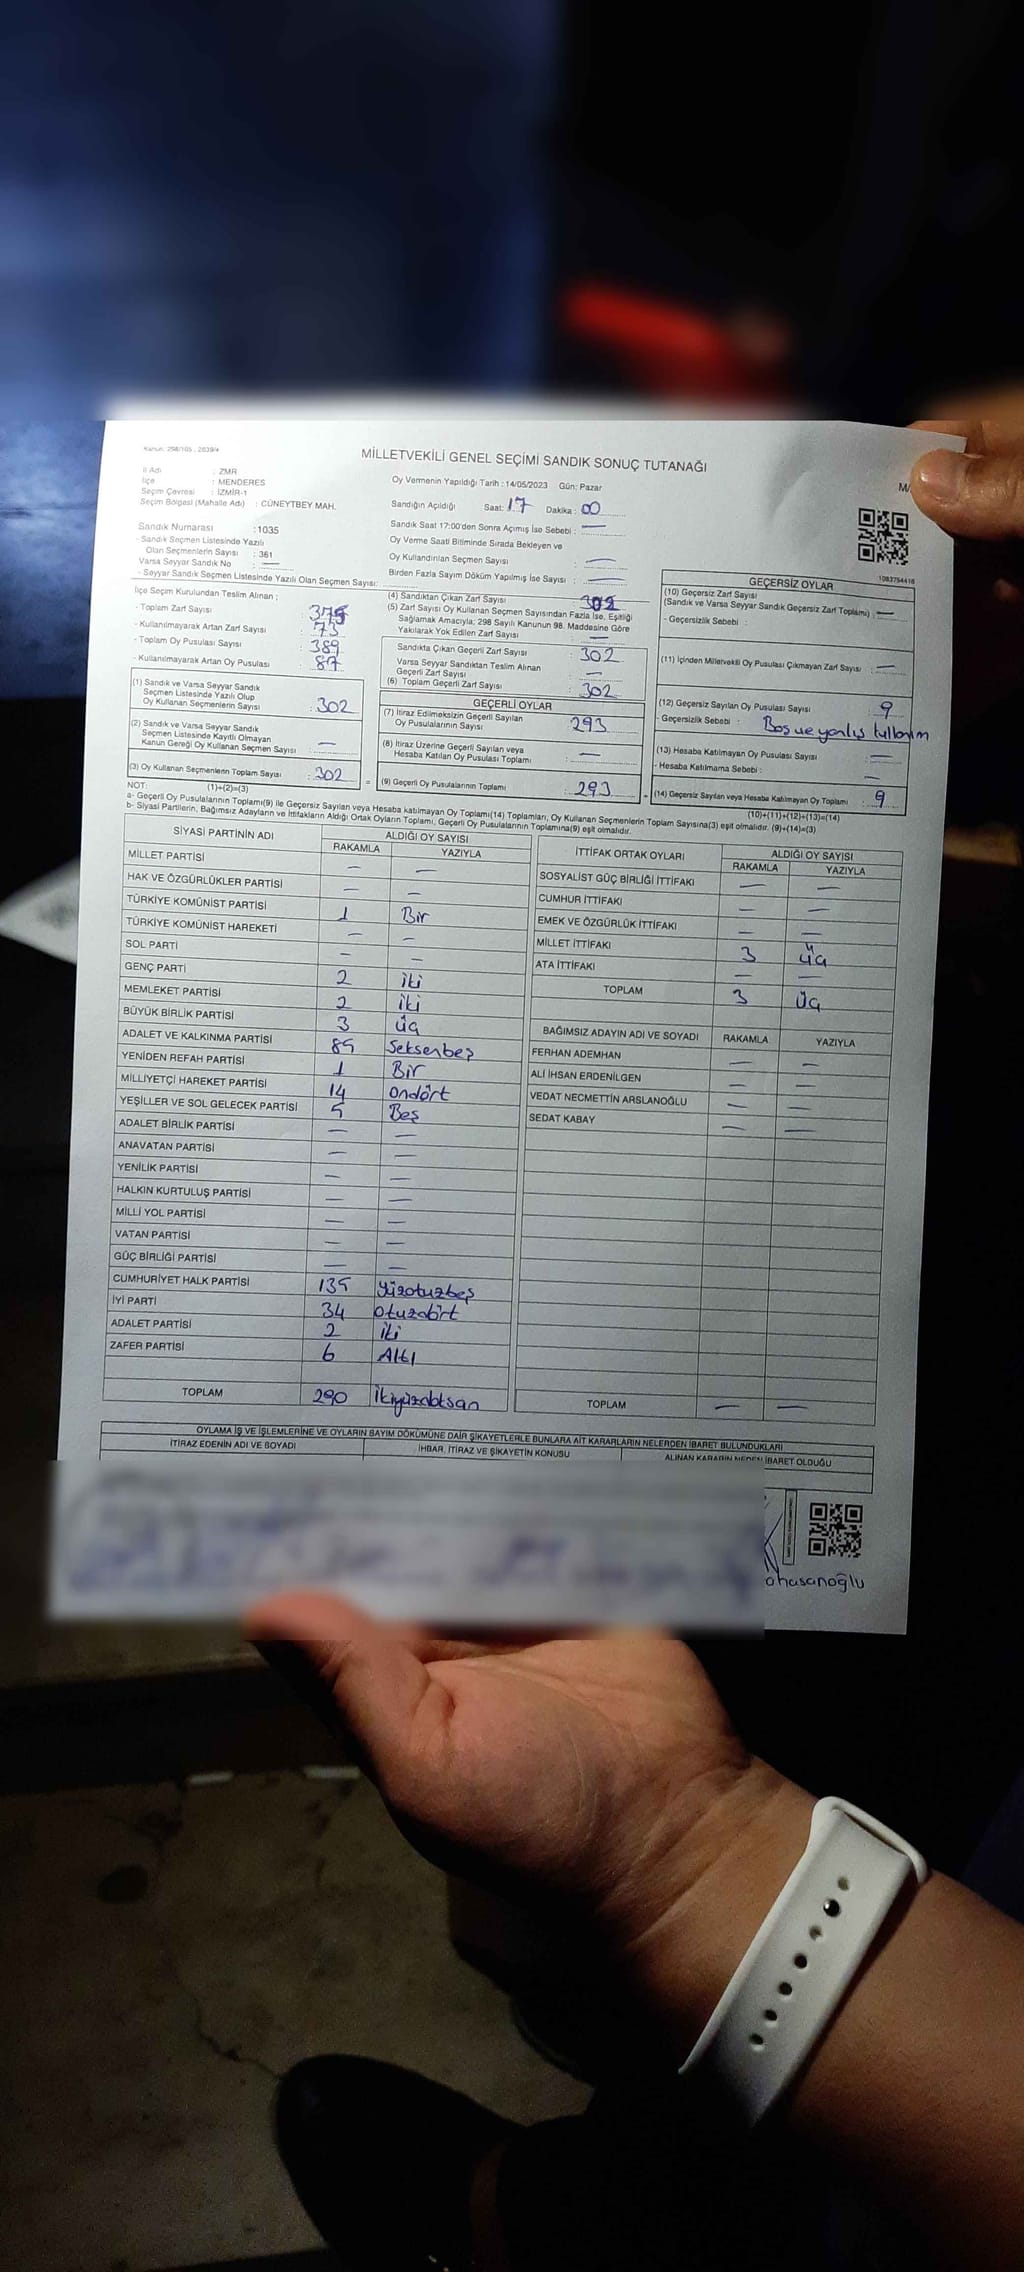 Kanun: 298/105 , 2839/4
MİLLETVEKİLİ GENEL SEÇİMİ SANDIK SONUÇ TUTANAĞI
İl Adı : ZMR
İlçe : MENDERES
Seçim Çevresi : İZMİR-1
Seçim Bölgesi (Mahalle Adı) : CÜNEYTBEY MAH.
Oy Vermenin Yapıldığı Tarih : 14/05/2023 Gün: Pazar
Sandığın Açıldığı Saat: 17 Dakika : 00
Sandık Saat 17:00'den Sonra Açımış İse Sebebi : —
Oy Verme Saati Bitiminde Sırada Bekleyen ve
Oy Kullandırılan Seçmen Sayısı : —
Birden Fazla Sayım Döküm Yapılmış İse Sayısı : —
Sandık Numarası : 1035
- Sandık Seçmen Listesinde Yazılı
Olan Seçmenlerin Sayısı : 361
Varsa Seyyar Sandık No : —
- Seyyar Sandık Seçmen Listesinde Yazılı Olan Seçmen Sayısı:
İlçe Seçim Kurulundan Teslim Alınan ;
- Toplam Zarf Sayısı : 375
- Kullanılmayarak Artan Zarf Sayısı : 73
- Toplam Oy Pusulası Sayısı : 389
- Kullanılmayarak Artan Oy Pusulası : 87
(1) Sandık ve Varsa Seyyar Sandık
Seçmen Listesinde Yazılı Olup
Oy Kullanan Seçmenlerin Sayısı : 302
(2) Sandık ve Varsa Seyyar Sandık
Seçmen Listesinde Kayıtlı Olmayan
Kanun Gereği Oy Kullanan Seçmen Sayısı : —
(3) Oy Kullanan Seçmenlerin Toplam Sayısı : 302
(1)+(2)=(3)
(4) Sandıktan Çıkan Zarf Sayısı : 302
(5) Zarf Sayısı Oy Kullanan Seçmen Sayısından Fazla İse, Eşitliği
Sağlamak Amacıyla; 298 Sayılı Kanunun 98. Maddesine Göre
Yakılarak Yok Edilen Zarf Sayısı : —
Sandıkta Çıkan Geçerli Zarf Sayısı : 302
Varsa Seyyar Sandıktan Teslim Alınan
Geçerli Zarf Sayısı : —
(6) Toplam Geçerli Zarf Sayısı : 302
GEÇERLİ OYLAR
(7) İtiraz Edilmeksizin Geçerli Sayılan
Oy Pusulalarının Sayısı : 293
(8) İtiraz Üzerine Geçerli Sayılan veya
Hesaba Katılan Oy Pusulası Toplamı : —
= (9) Geçerli Oy Pusulalarının Toplamı : 293
1083754416
GEÇERSİZ OYLAR
(10) Geçersiz Zarf Sayısı
(Sandık ve Varsa Seyyar Sandık Geçersiz Zarf Toplamı) : —
- Geçersizlik Sebebi :
(11) İçinden Milletvekili Oy Pusulası Çıkmayan Zarf Sayısı : —
(12) Geçersiz Sayılan Oy Pusulası Sayısı : 9
- Geçersizlik Sebebi : Boş ve yanlış kullanım
(13) Hesaba Katılmayan Oy Pusulası Sayısı : —
- Hesaba Katılmama Sebebi : —
(14) Geçersiz Sayılan veya Hesaba Katılmayan Oy Toplamı : 9
(10)+(11)+(12)+(13)=(14)
NOT:
a- Geçerli Oy Pusulalarının Toplamı(9) ile Geçersiz Sayılan veya Hesaba katılmayan Oy Toplamı(14) Toplamları, Oy Kullanan Seçmenlerin Toplam Sayısına(3) eşit olmalıdır. (9)+(14)=(3)
b- Siyasi Partilerin, Bağımsız Adayların ve İttifakların Aldığı Ortak Oyların Toplamı, Geçerli Oy Pusulalarının Toplamına(9) eşit olmalıdır.
SİYASİ PARTİNİN ADI ALDIĞI OY SAYISI
RAKAMLA YAZIYLA
MİLLET PARTİSİ — —
HAK VE ÖZGÜRLÜKLER PARTİSİ — —
TÜRKİYE KOMÜNİST PARTİSİ 1 Bir
TÜRKİYE KOMÜNİST HAREKETİ — —
SOL PARTİ — —
GENÇ PARTİ 2 iki
MEMLEKET PARTİSİ 2 iki
BÜYÜK BİRLİK PARTİSİ 3 üç
ADALET VE KALKINMA PARTİSİ 85 Seksenbeş
YENİDEN REFAH PARTİSİ 1 Bir
MİLLİYETÇİ HAREKET PARTİSİ 14 ondört
YEŞİLLER VE SOL GELECEK PARTİSİ 5 Beş
ADALET BİRLİK PARTİSİ — —
ANAVATAN PARTİSİ — —
YENİLİK PARTİSİ — —
HALKIN KURTULUŞ PARTİSİ — —
MİLLİ YOL PARTİSİ — —
VATAN PARTİSİ — —
GÜÇ BİRLİĞİ PARTİSİ — —
CUMHURİYET HALK PARTİSİ 135 Yüzotuzbeş
İYİ PARTİ 34 Otuzdört
ADALET PARTİSİ 2 iki
ZAFER PARTİSİ 6 Altı
TOPLAM 290 İkiyüzdoksan
İTTİFAK ORTAK OYLARI ALDIĞI OY SAYISI
RAKAMLA YAZIYLA
SOSYALİST GÜÇ BİRLİĞİ İTTİFAKI — —
CUMHUR İTTİFAKI — —
EMEK VE ÖZGÜRLÜK İTTİFAKI — —
MİLLET İTTİFAKI 3 üç
ATA İTTİFAKI — —
TOPLAM 3 üç
BAĞIMSIZ ADAYIN ADI VE SOYADI RAKAMLA YAZIYLA
FERHAN ADEMHAN — —
ALİ İHSAN ERDENİLGEN — —
VEDAT NECMETTİN ARSLANOĞLU — —
SEDAT KABAY — —
TOPLAM — —
OYLAMA İŞ VE İŞLEMLERİNE VE OYLARIN SAYIM DÖKÜMÜNE DAİR ŞİKAYETLERLE BUNLARA AİT KARARLARIN NELERDEN İBARET BULUNDUKLARI
İTİRAZ EDENİN ADI VE SOYADI İHBAR, İTİRAZ VE ŞİKAYETİN KONUSU ALINAN KARARIN NEDEN İBARET OLDUĞU
ahasanoğlu